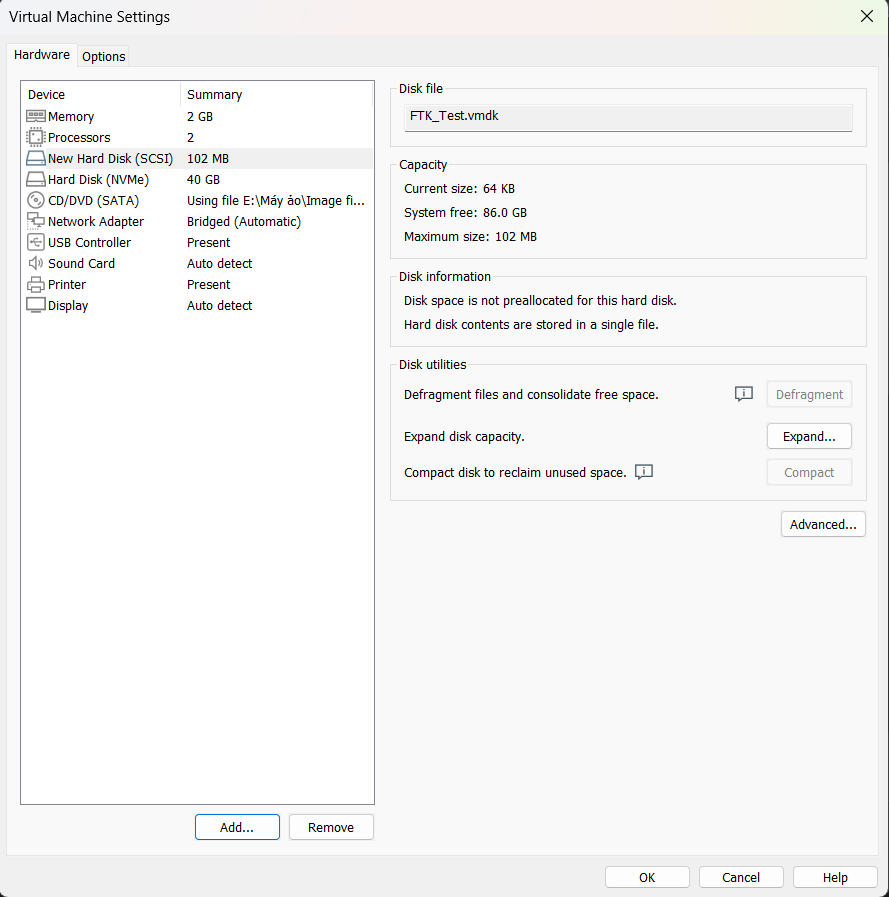 Virtual Machine Settings
Hardware Options
Device Summary
Memory 2 GB
Processors 2
New Hard Disk (SCSI) 102 MB
Hard Disk (NVMe) 40 GB
CD/DVD (SATA) Using file E:\Máy ảo\Image fi...
Network Adapter Bridged (Automatic)
USB Controller Present
Sound Card Auto detect
Printer Present
Display Auto detect
Add... Remove
Disk file
FTK_Test.vmdk
Capacity
Current size: 64 KB
System free: 86.0 GB
Maximum size: 102 MB
Disk information
Disk space is not preallocated for this hard disk.
Hard disk contents are stored in a single file.
Disk utilities
Defragment files and consolidate free space. Defragment
Expand disk capacity. Expand...
Compact disk to reclaim unused space. Compact
Advanced...
OK Cancel Help